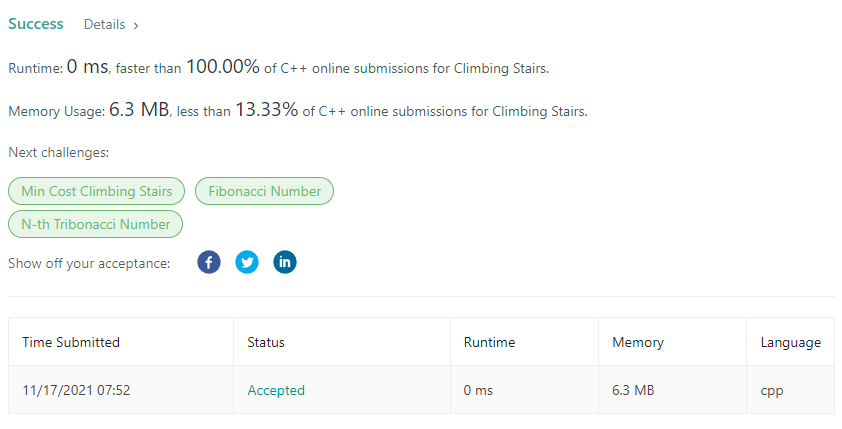 Success Details >
Runtime: 0 ms, faster than 100.00% of C++ online submissions for Climbing Stairs.
Memory Usage: 6.3 MB, less than 13.33% of C++ online submissions for Climbing Stairs.
Next challenges:
Min Cost Climbing Stairs Fibonacci Number
N-th Tribonacci Number
Show off your acceptance: f in
Time Submitted Status Runtime Memory Language
11/17/2021 07:52 Accepted 0 ms 6.3 MB cpp